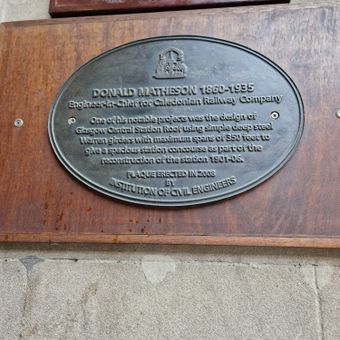 DONALD MATHESON 1860-1935
Engineer-in-Chief for Caledonian Railway Company
One of his notable projects was the design of
Glasgow Central Station Roof using simple deep steel
Warren girders with maximum spans of 350 feet to
give a spacious station concourse as part of the
reconstruction of the station 1901-06.
PLAQUE ERECTED IN 2008
BY
INSTITUTION OF CIVIL ENGINEERS